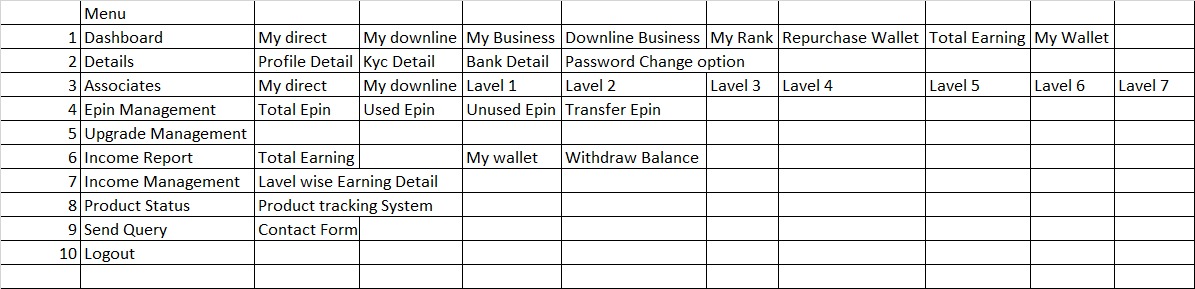 Menu
1 Dashboard My direct My downline My Business Downline Business My Rank Repurchase Wallet Total Earning My Wallet
2 Details Profile Detail Kyc Detail Bank Detail Password Change option
3 Associates My direct My downline Lavel 1 Lavel 2 Lavel 3 Lavel 4 Lavel 5 Lavel 6 Lavel 7
4 Epin Management Total Epin Used Epin Unused Epin Transfer Epin
5 Upgrade Management
6 Income Report Total Earning My wallet Withdraw Balance
7 Income Management Lavel wise Earning Detail
8 Product Status Product tracking System
9 Send Query Contact Form
10 Logout